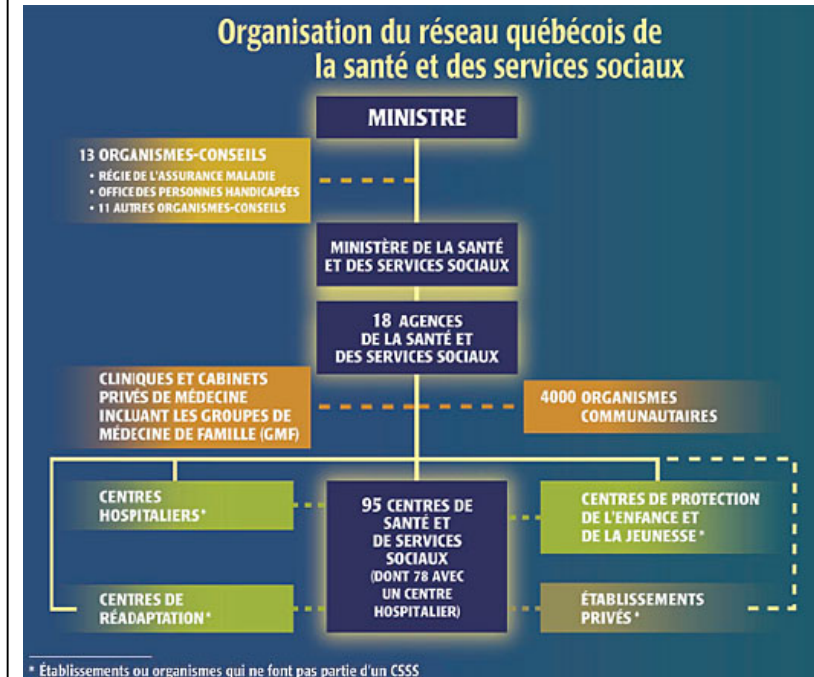 Organisation du réseau québécois de
la santé et des services sociaux
MINISTRE
13 ORGANISMES-CONSEILS
• RÉGIE DE L'ASSURANCE MALADIE
• OFFICE DES PERSONNES HANDICAPÉES
• 11 AUTRES ORGANISMES-CONSEILS
MINISTÈRE DE LA SANTÉ
ET DES SERVICES SOCIAUX
18 AGENCES
DE LA SANTÉ ET
DES SERVICES SOCIAUX
CLINIQUES ET CABINETS
PRIVÉS DE MÉDECINE
INCLUANT LES GROUPES DE
MÉDECINE DE FAMILLE (GMF)
4000 ORGANISMES
COMMUNAUTAIRES
CENTRES
HOSPITALIERS*
95 CENTRES DE
SANTÉ ET
DE SERVICES
SOCIAUX
(DONT 78 AVEC
UN CENTRE
HOSPITALIER)
CENTRES DE PROTECTION
DE L'ENFANCE ET
DE LA JEUNESSE*
CENTRES DE
RÉADAPTATION*
ÉTABLISSEMENTS
PRIVÉS*
* Établissements ou organismes qui ne font pas partie d'un CSSS